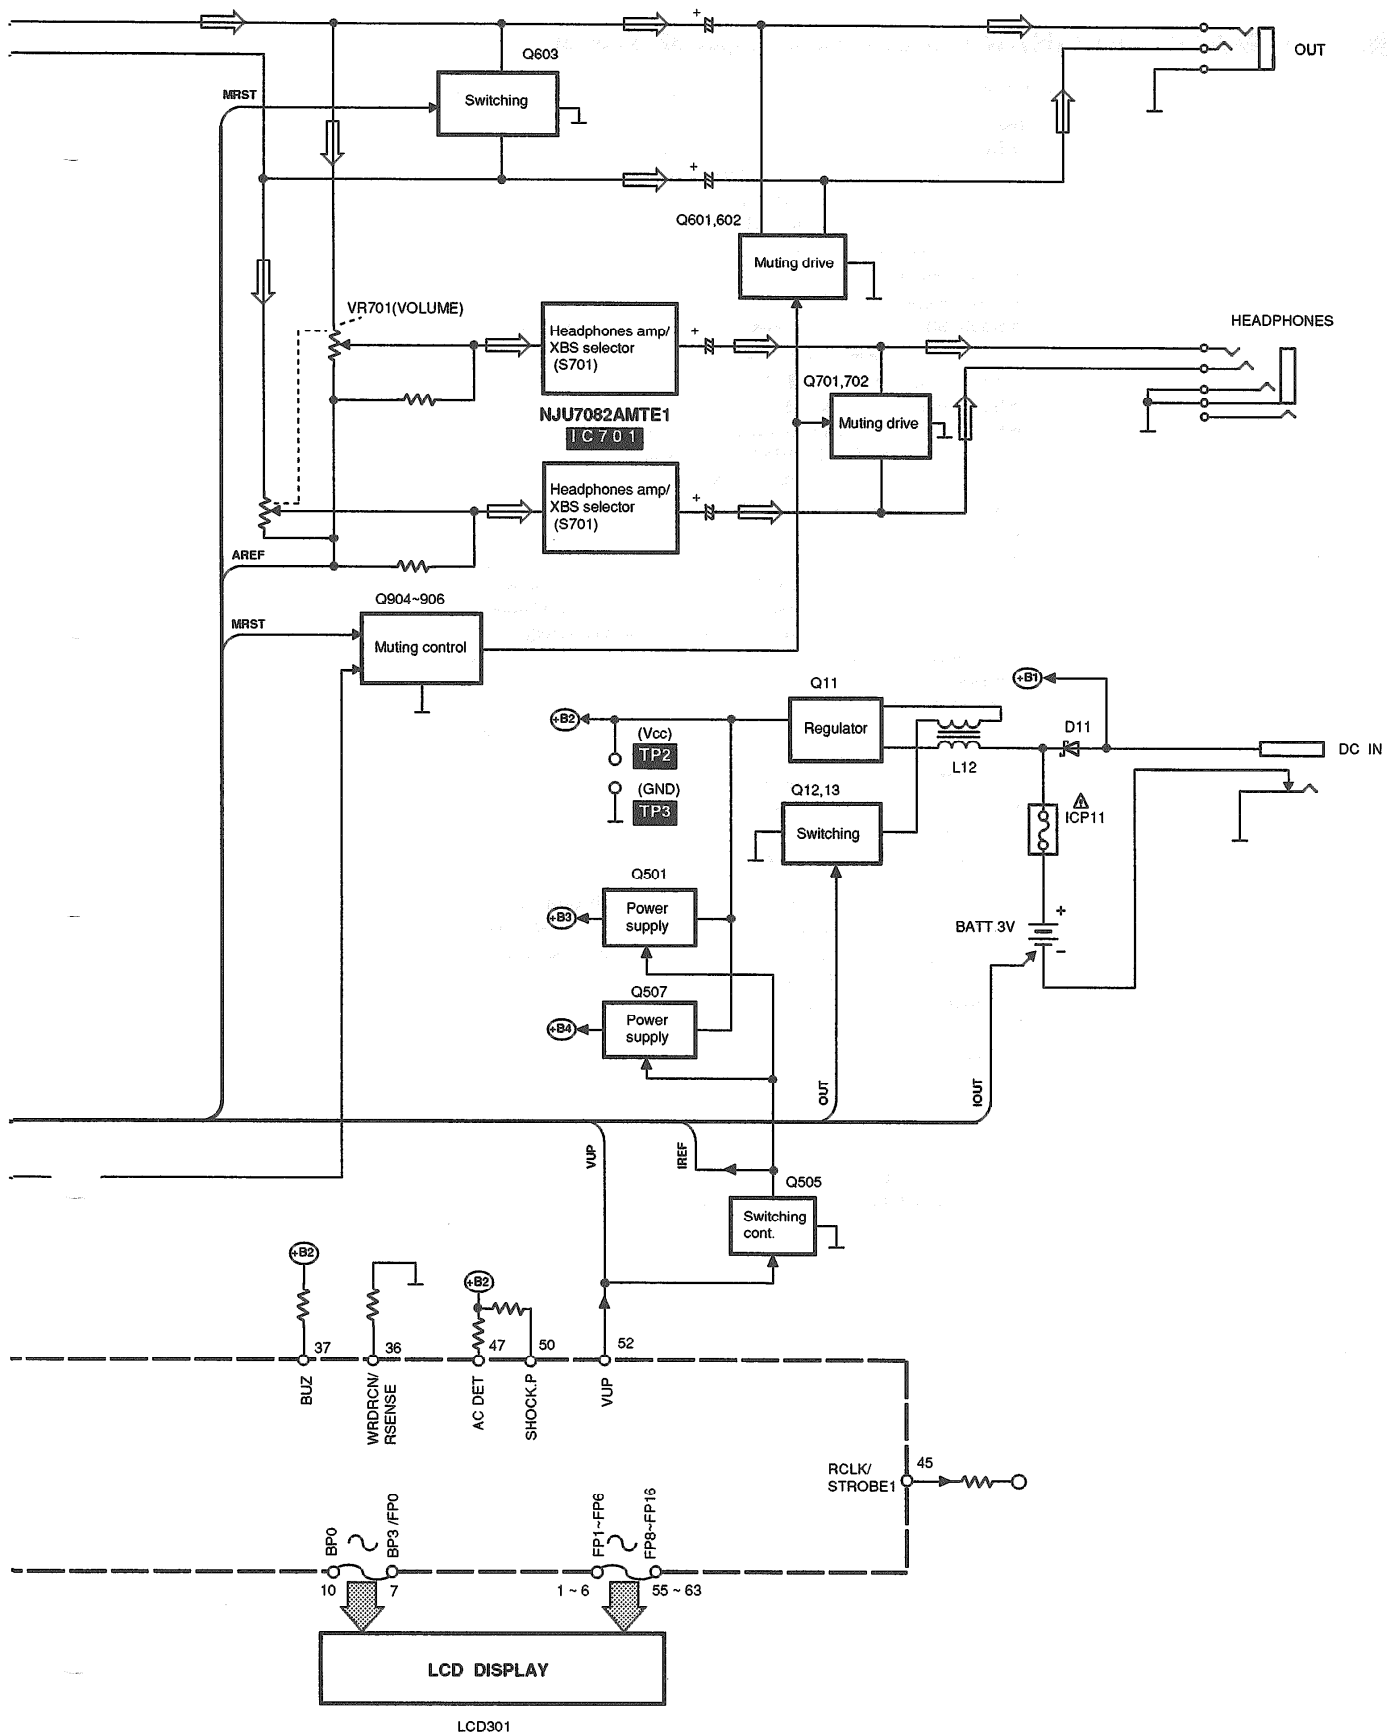 +
Q603
OUT
MRST
Switching
+
Q601,602
Muting drive
VR701(VOLUME)
HEADPHONES
Headphones amp/
XBS selector
(S701)
+
Q701,702
NJU7082AMTE1
IC701
Muting drive
Headphones amp/
XBS selector
(S701)
+
AREF
Q904~906
MRST
Muting control
+B1
Q11
+B2
(Vcc)
TP2
Regulator
D11
DC IN
L12
(GND)
TP3
Q12,13
Switching
ICP11
Q501
+B3
Power
supply
BATT 3V
+
−
Q507
+B4
Power
supply
OUT
IOUT
VUP
IREF
Q505
Switching
cont.
+B2
+B2
37
36
47
50
52
BUZ
WRDRCN/
RSENSE
AC DET
SHOCK.P
VUP
RCLK/
STROBE1
45
BP0
~
BP3 /FP0
FP1~FP6
~
FP8~FP16
10
7
1 ~ 6
55 ~ 63
LCD DISPLAY
LCD301